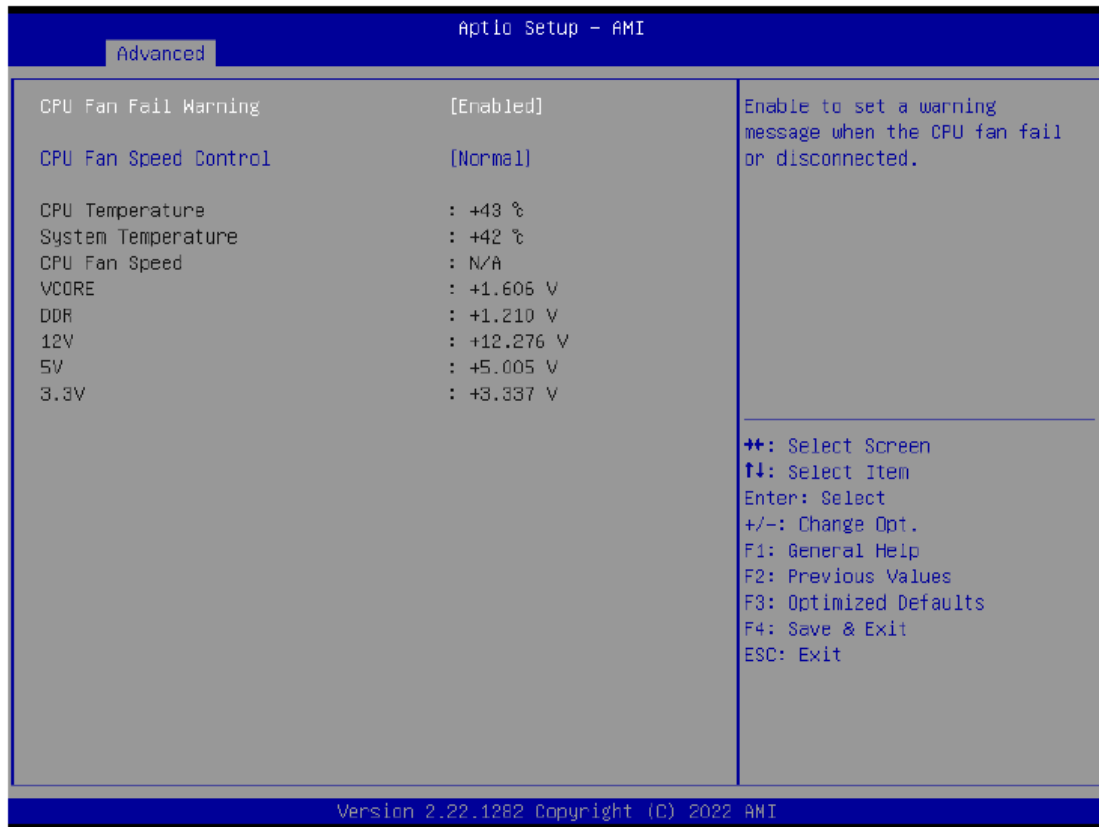 Aptio Setup – AMI
Advanced
CPU Fan Fail Warning [Enabled]
CPU Fan Speed Control [Normal]
CPU Temperature : +43 ℃
System Temperature : +42 ℃
CPU Fan Speed : N/A
VCORE : +1.606 V
DDR : +1.210 V
12V : +12.276 V
5V : +5.005 V
3.3V : +3.337 V
Enable to set a warning
message when the CPU fan fail
or disconnected.
→←: Select Screen
↑↓: Select Item
Enter: Select
+/-: Change Opt.
F1: General Help
F2: Previous Values
F3: Optimized Defaults
F4: Save & Exit
ESC: Exit
Version 2.22.1282 Copyright (C) 2022 AMI